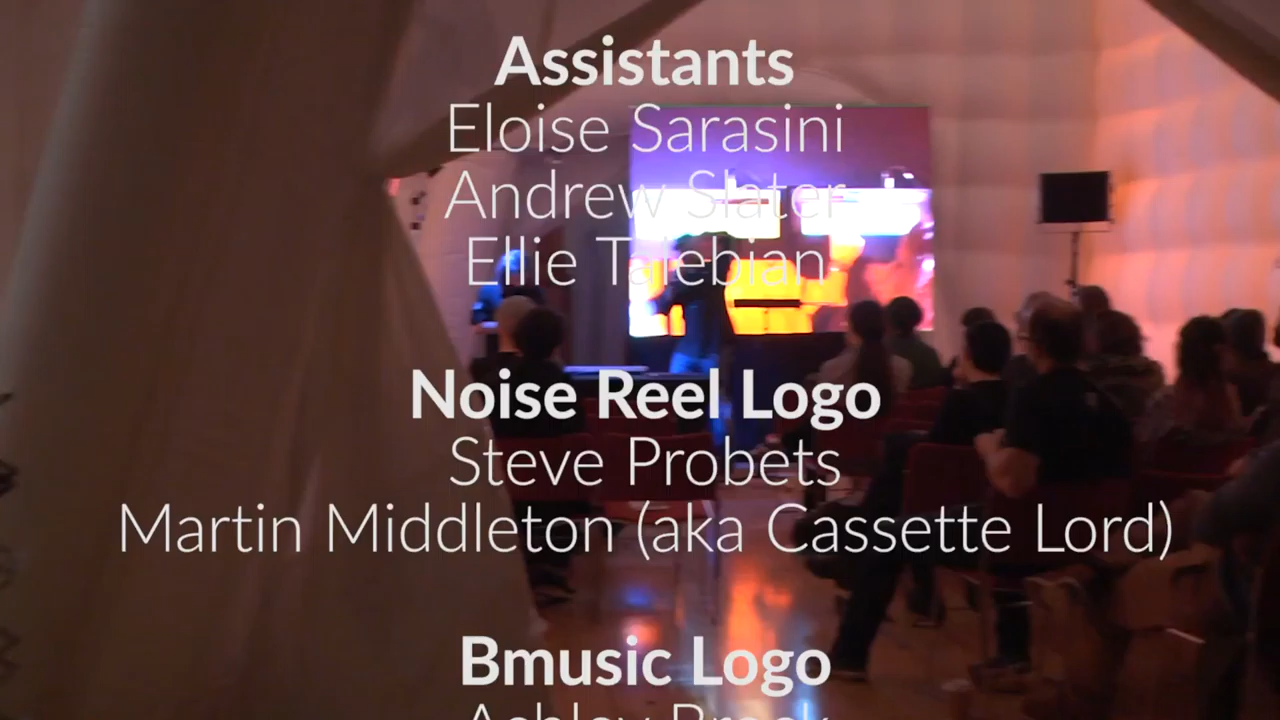 Assistants
Eloise Sarasini
Andrew Slater
Ellie Talebian
Noise Reel Logo
Steve Probets
Martin Middleton (aka Cassette Lord)
Bmusic Logo
Ashley